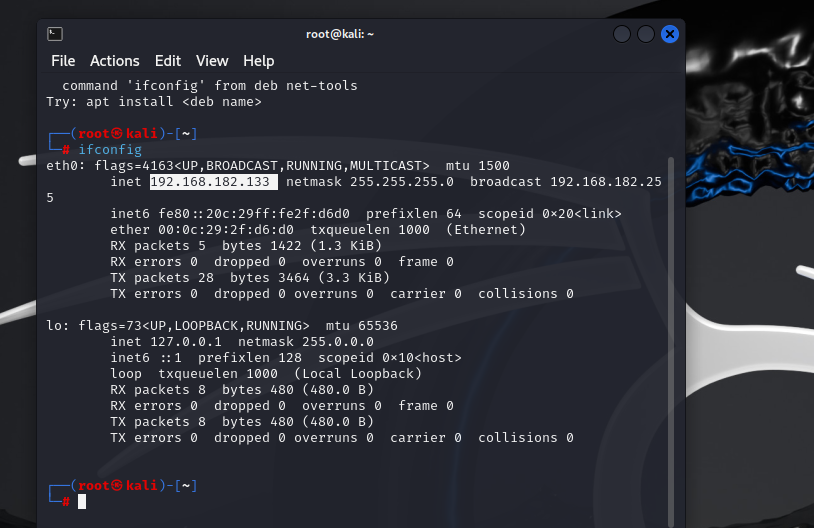 root@kali: ~
File Actions Edit View Help
command 'ifconfig' from deb net-tools
Try: apt install <deb name>
┌──(root㉿kali)-[~]
└─# ifconfig
eth0: flags=4163<UP,BROADCAST,RUNNING,MULTICAST>  mtu 1500
        inet 192.168.182.133  netmask 255.255.255.0  broadcast 192.168.182.25
5
        inet6 fe80::20c:29ff:fe2f:d6d0  prefixlen 64  scopeid 0×20<link>
        ether 00:0c:29:2f:d6:d0  txqueuelen 1000  (Ethernet)
        RX packets 5  bytes 1422 (1.3 KiB)
        RX errors 0  dropped 0  overruns 0  frame 0
        TX packets 28  bytes 3464 (3.3 KiB)
        TX errors 0  dropped 0 overruns 0  carrier 0  collisions 0
lo: flags=73<UP,LOOPBACK,RUNNING>  mtu 65536
        inet 127.0.0.1  netmask 255.0.0.0
        inet6 ::1  prefixlen 128  scopeid 0×10<host>
        loop  txqueuelen 1000  (Local Loopback)
        RX packets 8  bytes 480 (480.0 B)
        RX errors 0  dropped 0  overruns 0  frame 0
        TX packets 8  bytes 480 (480.0 B)
        TX errors 0  dropped 0 overruns 0  carrier 0  collisions 0
┌──(root㉿kali)-[~]
└─#